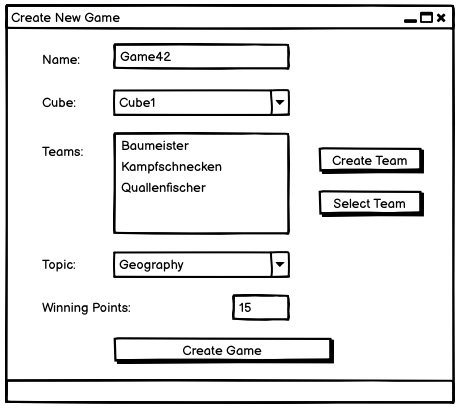 Create New Game
Name: Game42
Cube: Cube1
Teams: Baumeister
Kampfschnecken
Quallenfischer
Create Team
Select Team
Topic: Geography
Winning Points: 15
Create Game